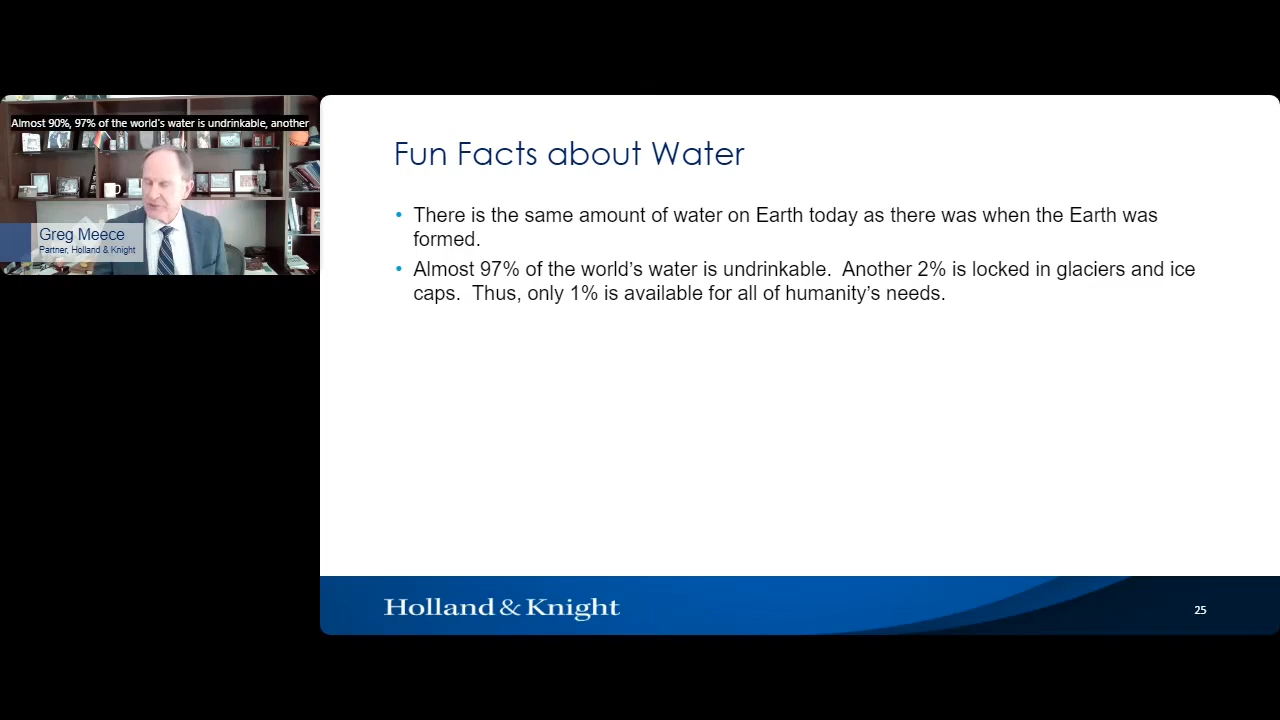 Almost 90%, 97% of the world's water is undrinkable, another
Greg Meece
Partner, Holland & Knight
Fun Facts about Water
• There is the same amount of water on Earth today as there was when the Earth was
formed.
• Almost 97% of the world’s water is undrinkable.  Another 2% is locked in glaciers and ice
caps.  Thus, only 1% is available for all of humanity’s needs.
Holland & Knight
25